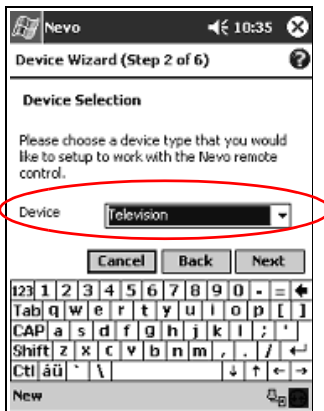 Nevo 10:35
Device Wizard (Step 2 of 6)
Device Selection
Please choose a device type that you would
like to setup to work with the Nevo remote
control.
Device Television
Cancel Back Next
123 1 2 3 4 5 6 7 8 9 0 - =
Tab q w e r t y u i o p [ ]
CAP a s d f g h j k l ; '
Shift z x c v b n m , . /
Ctl áü ` \
New